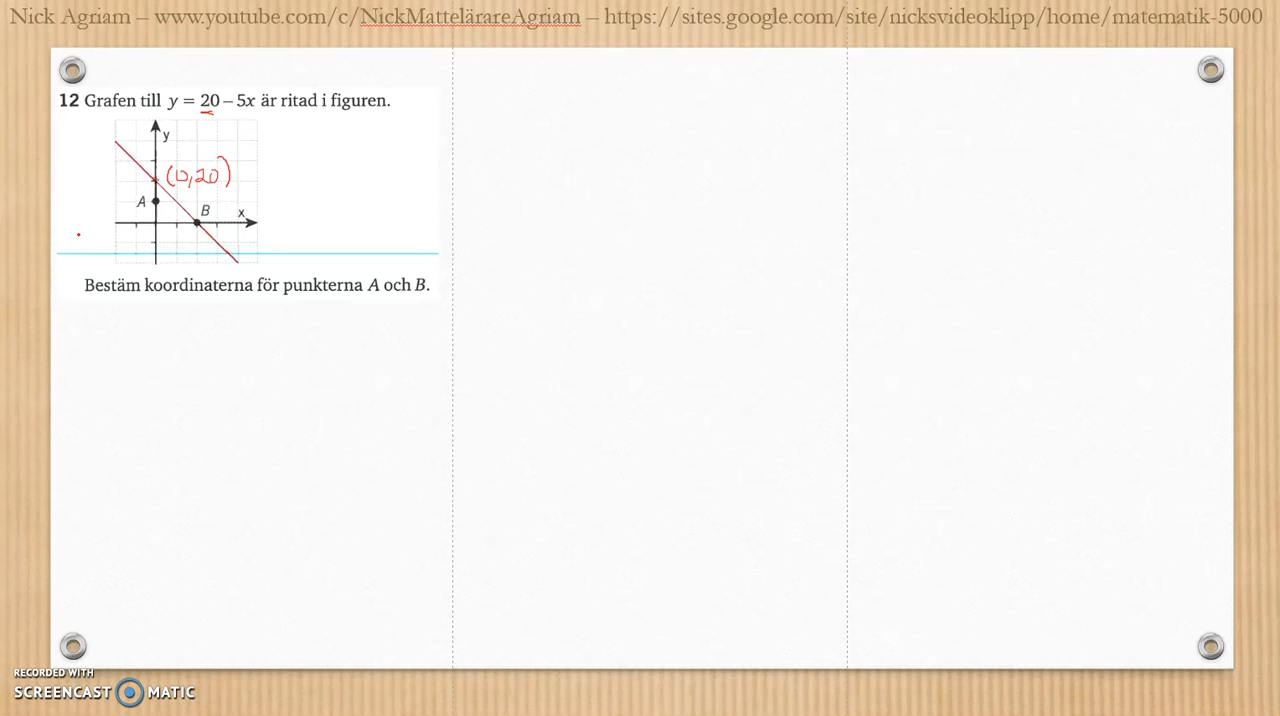 Nick Agriam – www.youtube.com/c/NickMattelärareAgriam – https://sites.google.com/site/nicksvideoklipp/home/matematik-5000
12 Grafen till y = 20 – 5x är ritad i figuren.
y
(0,20)
A
B
x
Bestäm koordinaterna för punkterna A och B.
RECORDED WITH
SCREENCAST MATIC